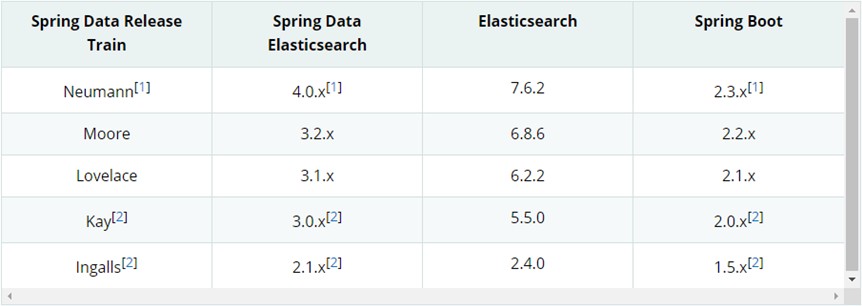 Spring Data Release Train Spring Data Elasticsearch Elasticsearch Spring Boot
Neumann[1] 4.0.x[1] 7.6.2 2.3.x[1]
Moore 3.2.x 6.8.6 2.2.x
Lovelace 3.1.x 6.2.2 2.1.x
Kay[2] 3.0.x[2] 5.5.0 2.0.x[2]
Ingalls[2] 2.1.x[2] 2.4.0 1.5.x[2]